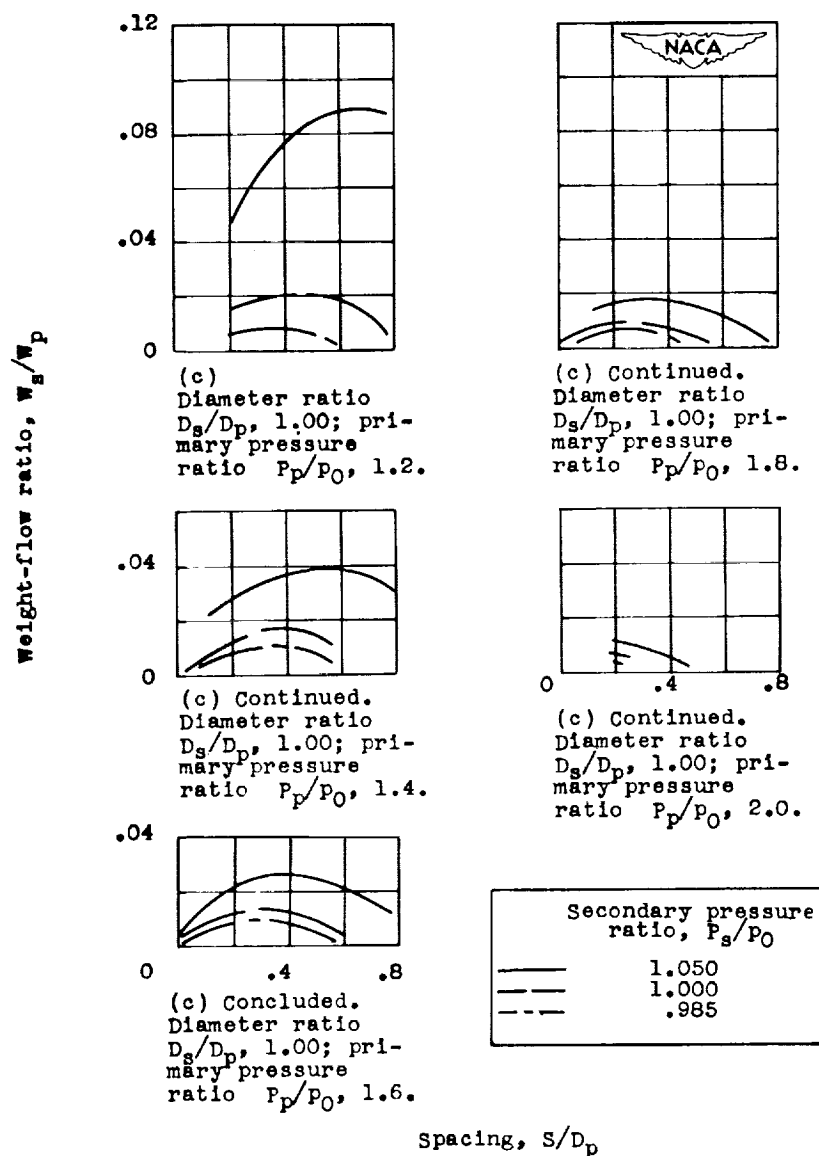 .12
.08
.04
0
(c)
Diameter ratio
Ds/Dp, 1.00; pri-
mary pressure
ratio Pp/p0, 1.2.
NACA
(c) Continued.
Diameter ratio
Ds/Dp, 1.00; pri-
mary pressure
ratio Pp/p0, 1.8.
Weight-flow ratio, Ws/Wp
.04
0
(c) Continued.
Diameter ratio
Ds/Dp, 1.00; pri-
mary pressure
ratio Pp/p0, 1.4.
0 .4 .8
(c) Continued.
Diameter ratio
Ds/Dp, 1.00; pri-
mary pressure
ratio Pp/p0, 2.0.
.04
0 .4 .8
(c) Concluded.
Diameter ratio
Ds/Dp, 1.00; pri-
mary pressure
ratio Pp/p0, 1.6.
Secondary pressure
ratio, Ps/p0
1.050
1.000
.985
Spacing, S/Dp